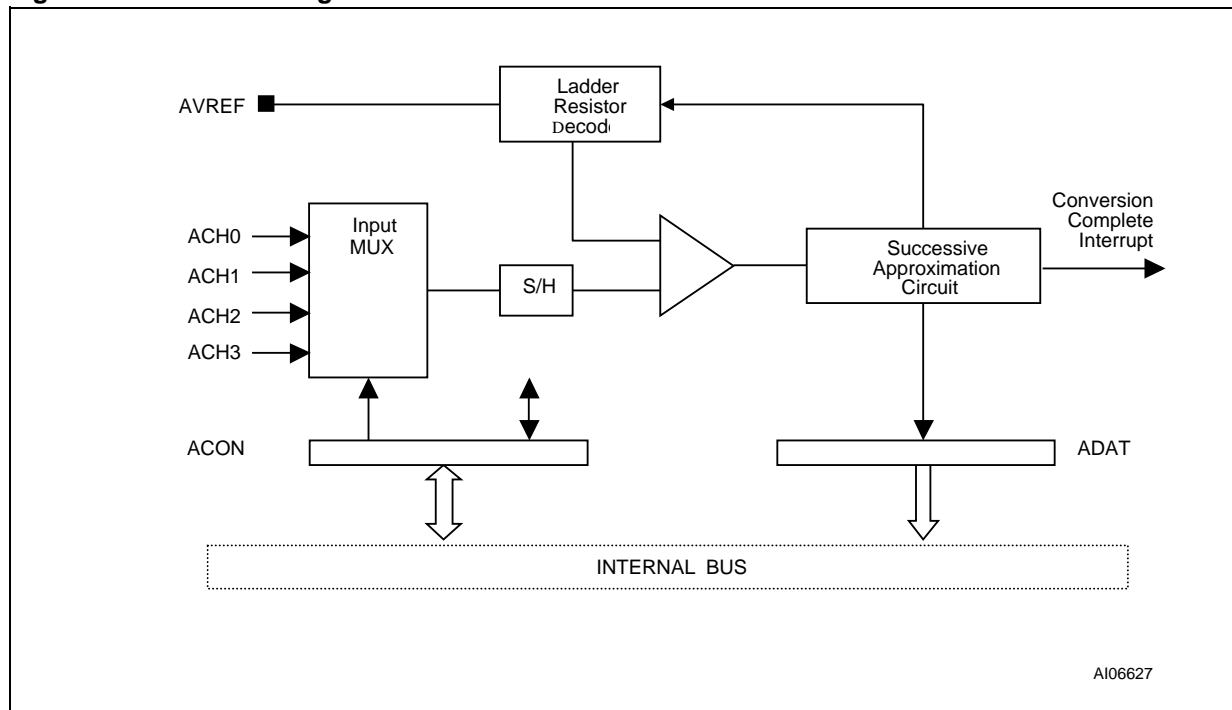 AVREF
Ladder
Resistor
Decod
ACH0
ACH1
ACH2
ACH3
Input
MUX
S/H
Successive
Approximation
Circuit
Conversion
Complete
Interrupt
ACON
ADAT
INTERNAL BUS
AI06627